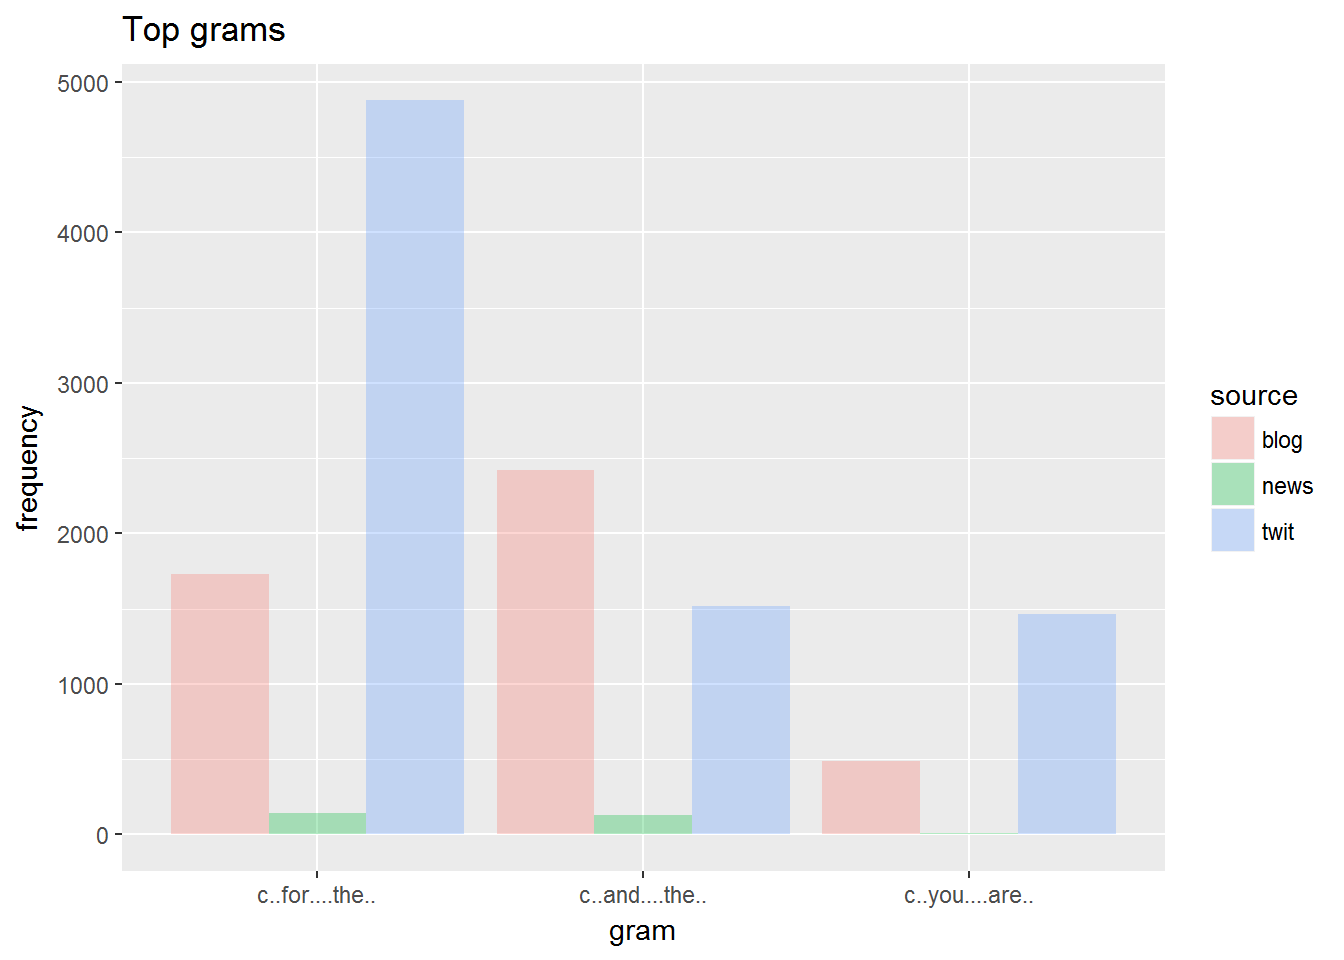 Top grams
5000
4000
3000
2000
1000
0
frequency
c..for....the..
c..and....the..
c..you....are..
gram
source
blog
news
twit